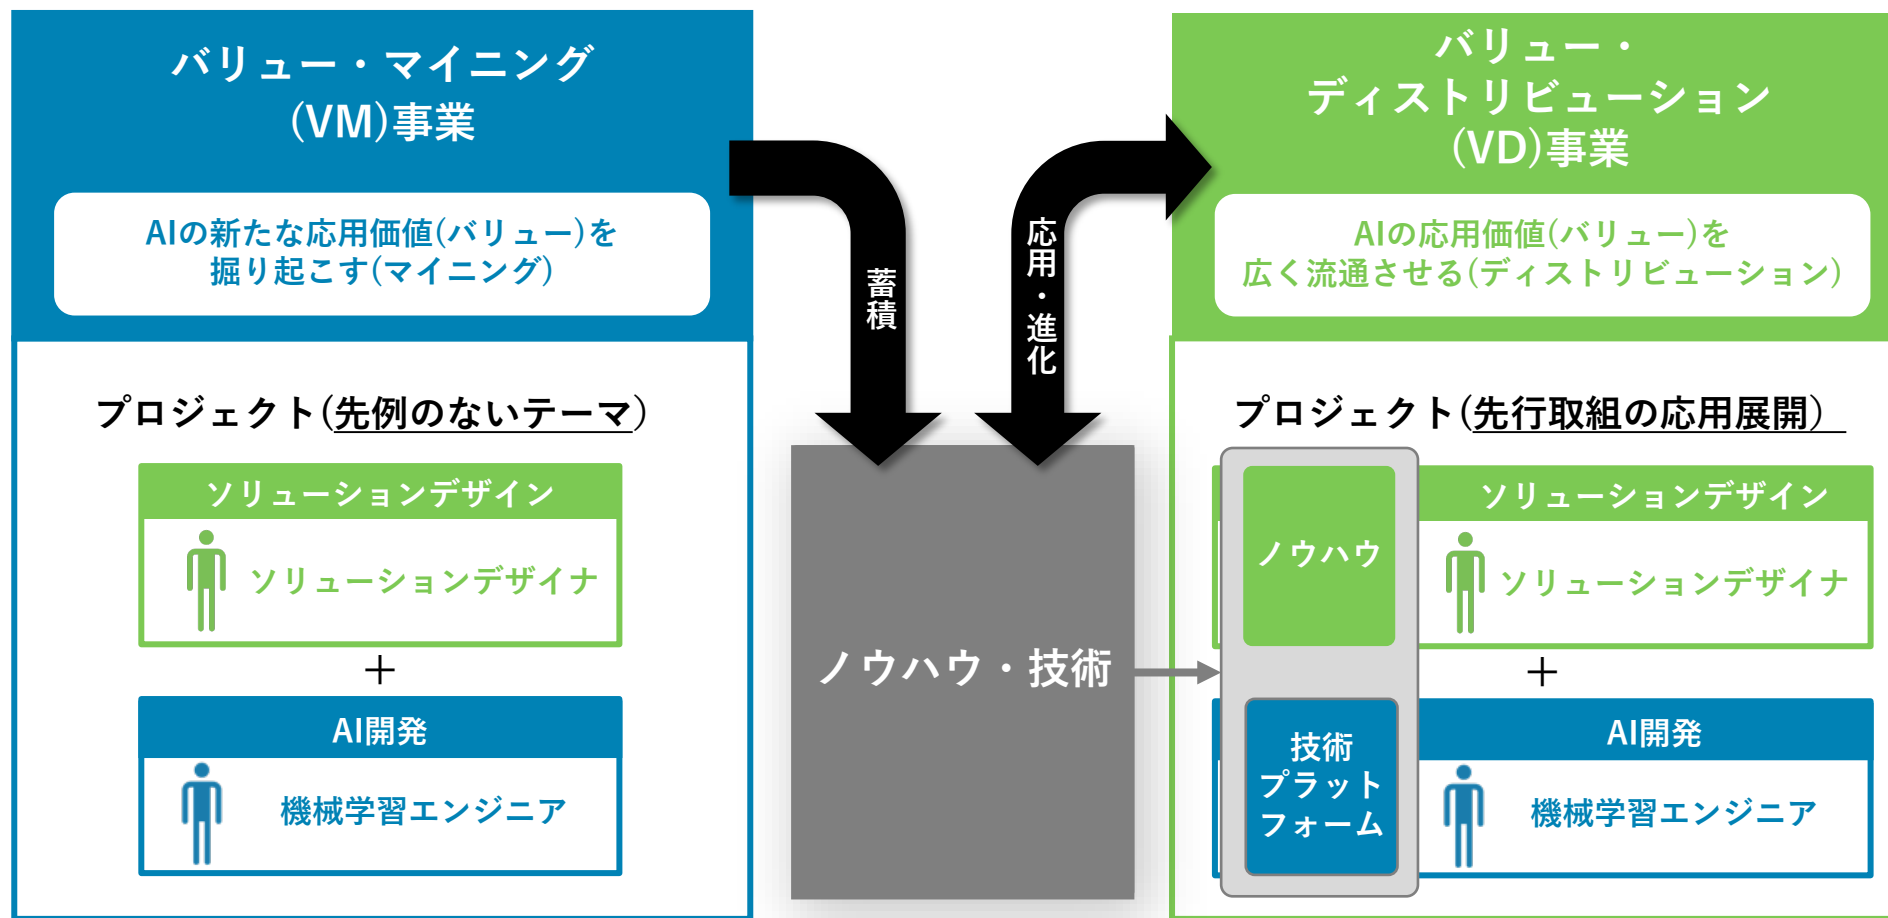 バリュー・マイニング
(VM)事業
AIの新たな応用価値(バリュー)を
掘り起こす(マイニング)
プロジェクト(先例のないテーマ)
ソリューションデザイン
ソリューションデザイナ
＋
AI開発
機械学習エンジニア
蓄積
応用・進化
ノウハウ・技術
バリュー・
ディストリビューション
(VD)事業
AIの応用価値(バリュー)を
広く流通させる(ディストリビューション)
プロジェクト(先行取組の応用展開)
ノウハウ
ソリューションデザイン
ソリューションデザイナ
＋
技術
プラット
フォーム
AI開発
機械学習エンジニア